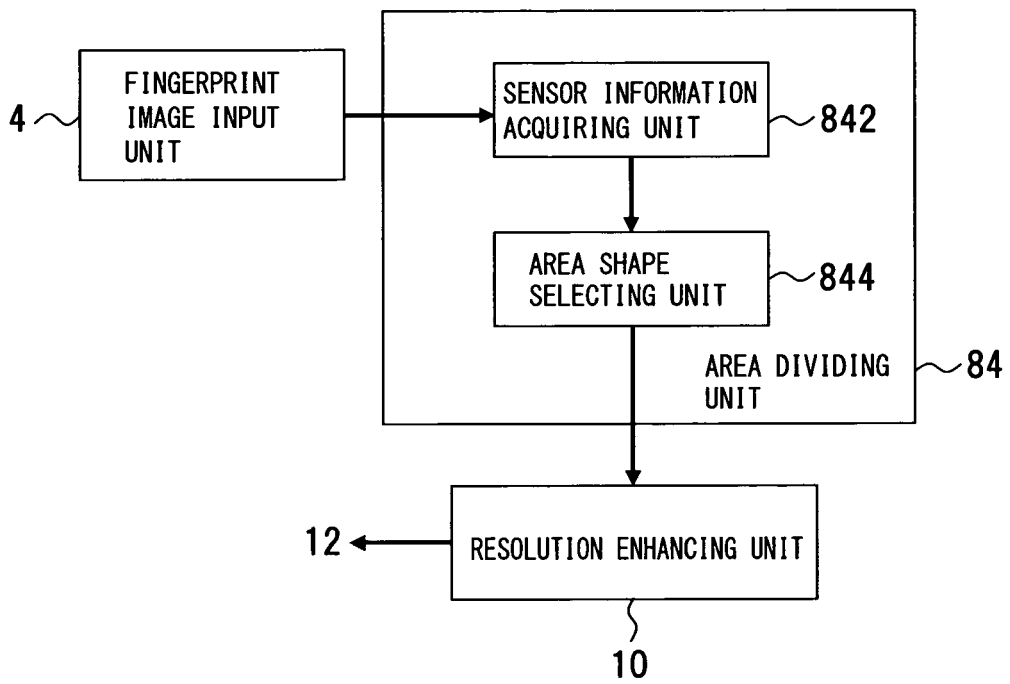 FINGERPRINT
IMAGE INPUT
UNIT
4
SENSOR INFORMATION
ACQUIRING UNIT
842
AREA SHAPE
SELECTING UNIT
844
AREA DIVIDING
UNIT
84
12
RESOLUTION ENHANCING UNIT
10